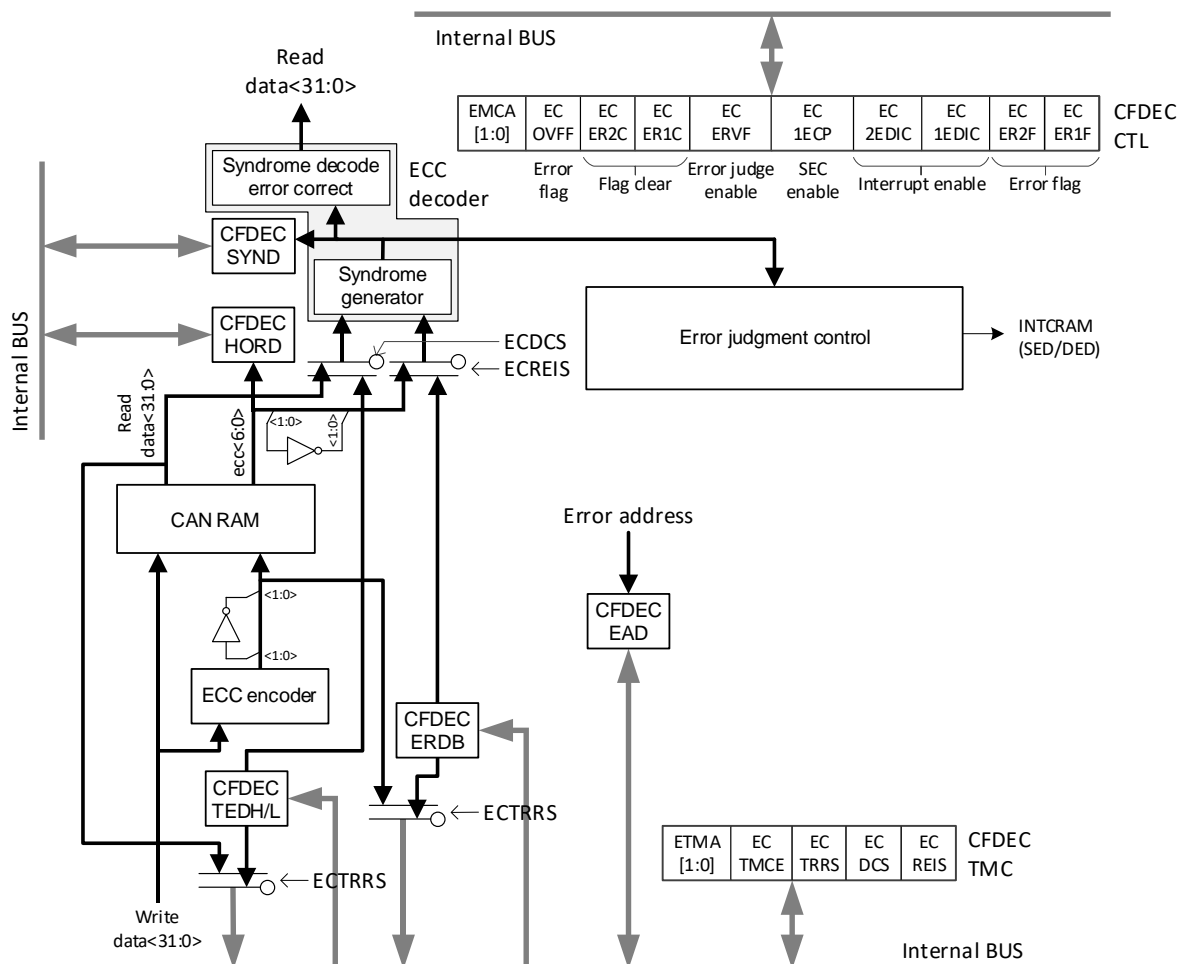 Internal BUS
Read
data<31:0>
EMCA
[1:0]
EC
OVFF
EC
ER2C
EC
ER1C
EC
ERVF
EC
1ECP
EC
2EDIC
EC
1EDIC
EC
ER2F
EC
ER1F
CFDEC
CTL
Error
flag
Flag clear
Error judge
enable
SEC
enable
Interrupt enable
Error flag
Syndrome decode
error correct
ECC
decoder
CFDEC
SYND
Syndrome
generator
CFDEC
HORD
Internal BUS
ECDCS
ECREIS
Error judgment control
INTCRAM
(SED/DED)
Read
data<31:0>
ecc<6:0>
<1:0>
<1:0>
CAN RAM
Error address
<1:0>
<1:0>
CFDEC
EAD
ECC encoder
CFDEC
ERDB
CFDEC
TEDH/L
ECTRRS
ECTRRS
ETMA
[1:0]
EC
TMCE
EC
TRRS
EC
DCS
EC
REIS
CFDEC
TMC
Write
data<31:0>
Internal BUS